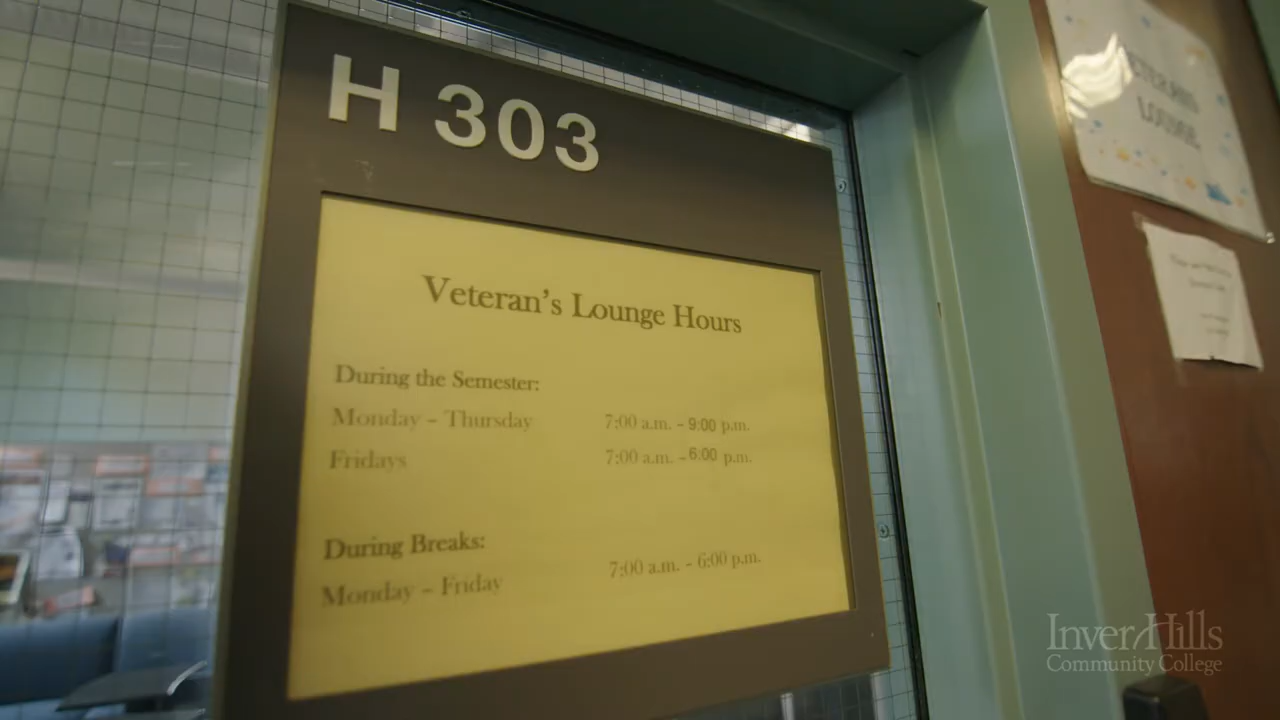 H 303
Veteran's Lounge Hours
During the Semester:
Monday - Thursday 7:00 a.m. - 9:00 p.m.
Fridays 7:00 a.m. - 6:00 p.m.
During Breaks:
Monday - Friday 7:00 a.m. - 6:00 p.m.
LOUNGE
Inver Hills
Community College